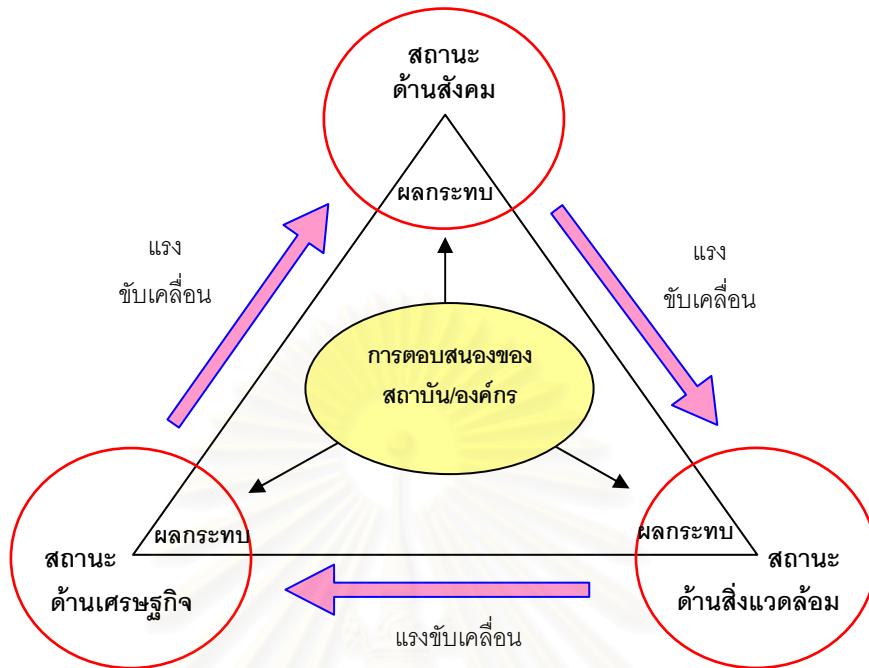 สถานะ
ด้านสังคม
ผลกระทบ
แรง
ขับเคลื่อน
แรง
ขับเคลื่อน
การตอบสนองของ
สถาบัน/องค์กร
ผลกระทบ
ผลกระทบ
สถานะ
ด้านเศรษฐกิจ
สถานะ
ด้านสิ่งแวดล้อม
แรงขับเคลื่อน